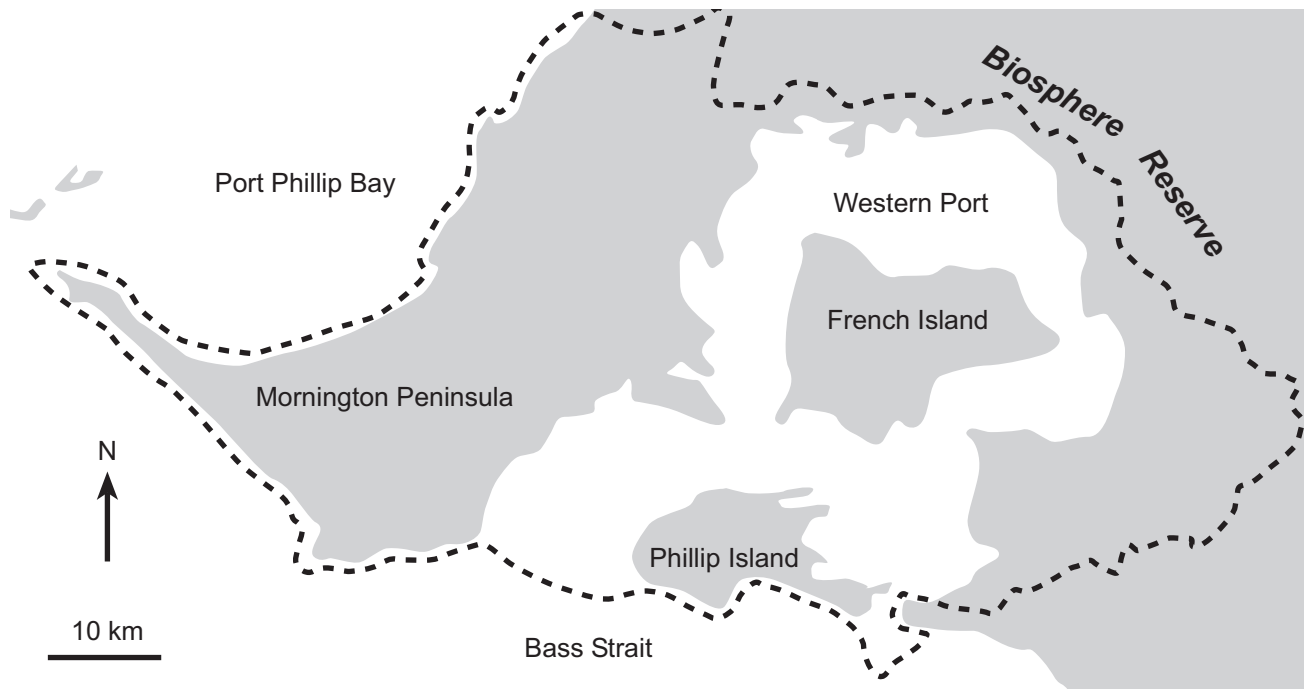 Biosphere
Reserve
Port Phillip Bay
Western Port
French Island
Mornington Peninsula
N
Phillip Island
10 km
Bass Strait